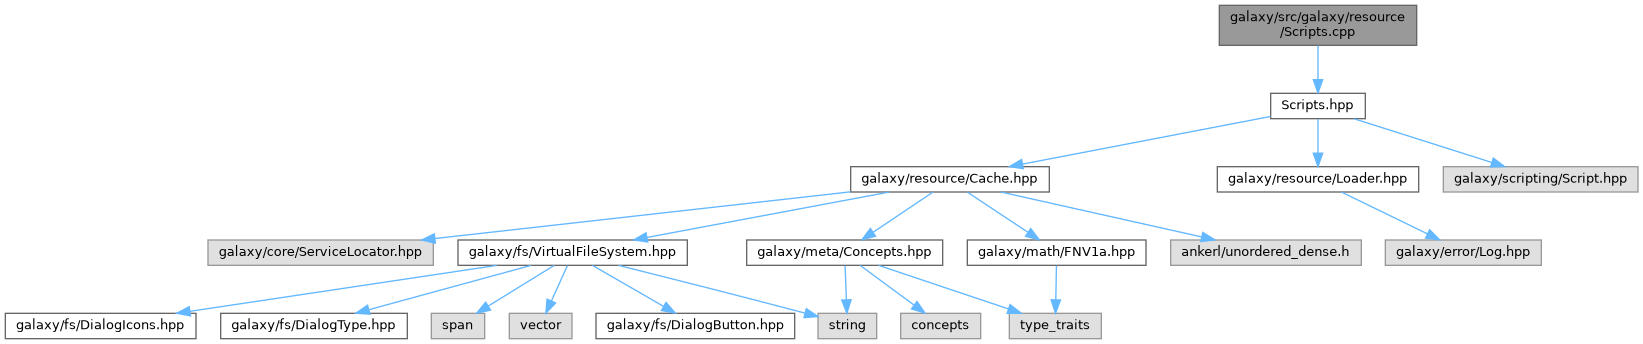 galaxy/src/galaxy/resource
/Scripts.cpp
Scripts.hpp
galaxy/resource/Cache.hpp
galaxy/resource/Loader.hpp
galaxy/scripting/Script.hpp
galaxy/core/ServiceLocator.hpp
galaxy/fs/VirtualFileSystem.hpp
galaxy/meta/Concepts.hpp
galaxy/math/FNV1a.hpp
ankerl/unordered_dense.h
galaxy/error/Log.hpp
galaxy/fs/DialogIcons.hpp
galaxy/fs/DialogType.hpp
span
vector
galaxy/fs/DialogButton.hpp
string
concepts
type_traits